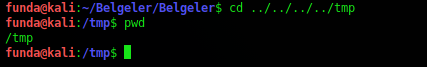 funda@kali:~/Belgeler/Belgeler$ cd ../../../../tmp
funda@kali:/tmp$ pwd
/tmp
funda@kali:/tmp$